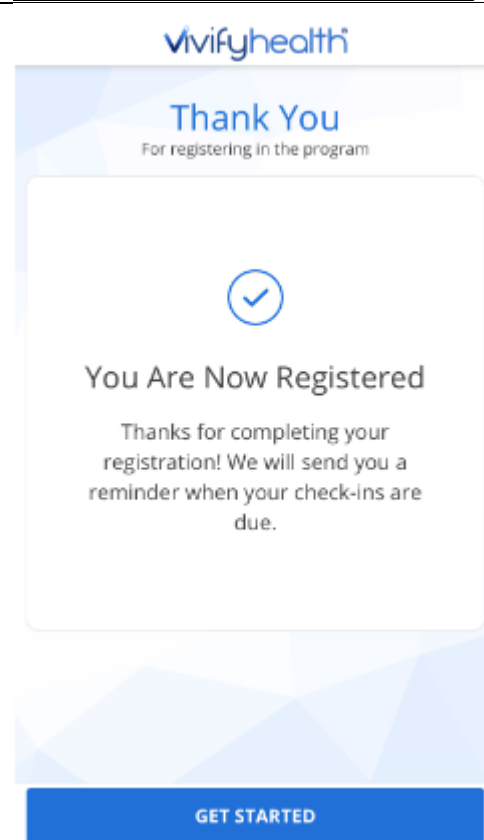 vivifyhealth
Thank You
For registering in the program
You Are Now Registered
Thanks for completing your
registration! We will send you a
reminder when your check-ins are
due.
GET STARTED